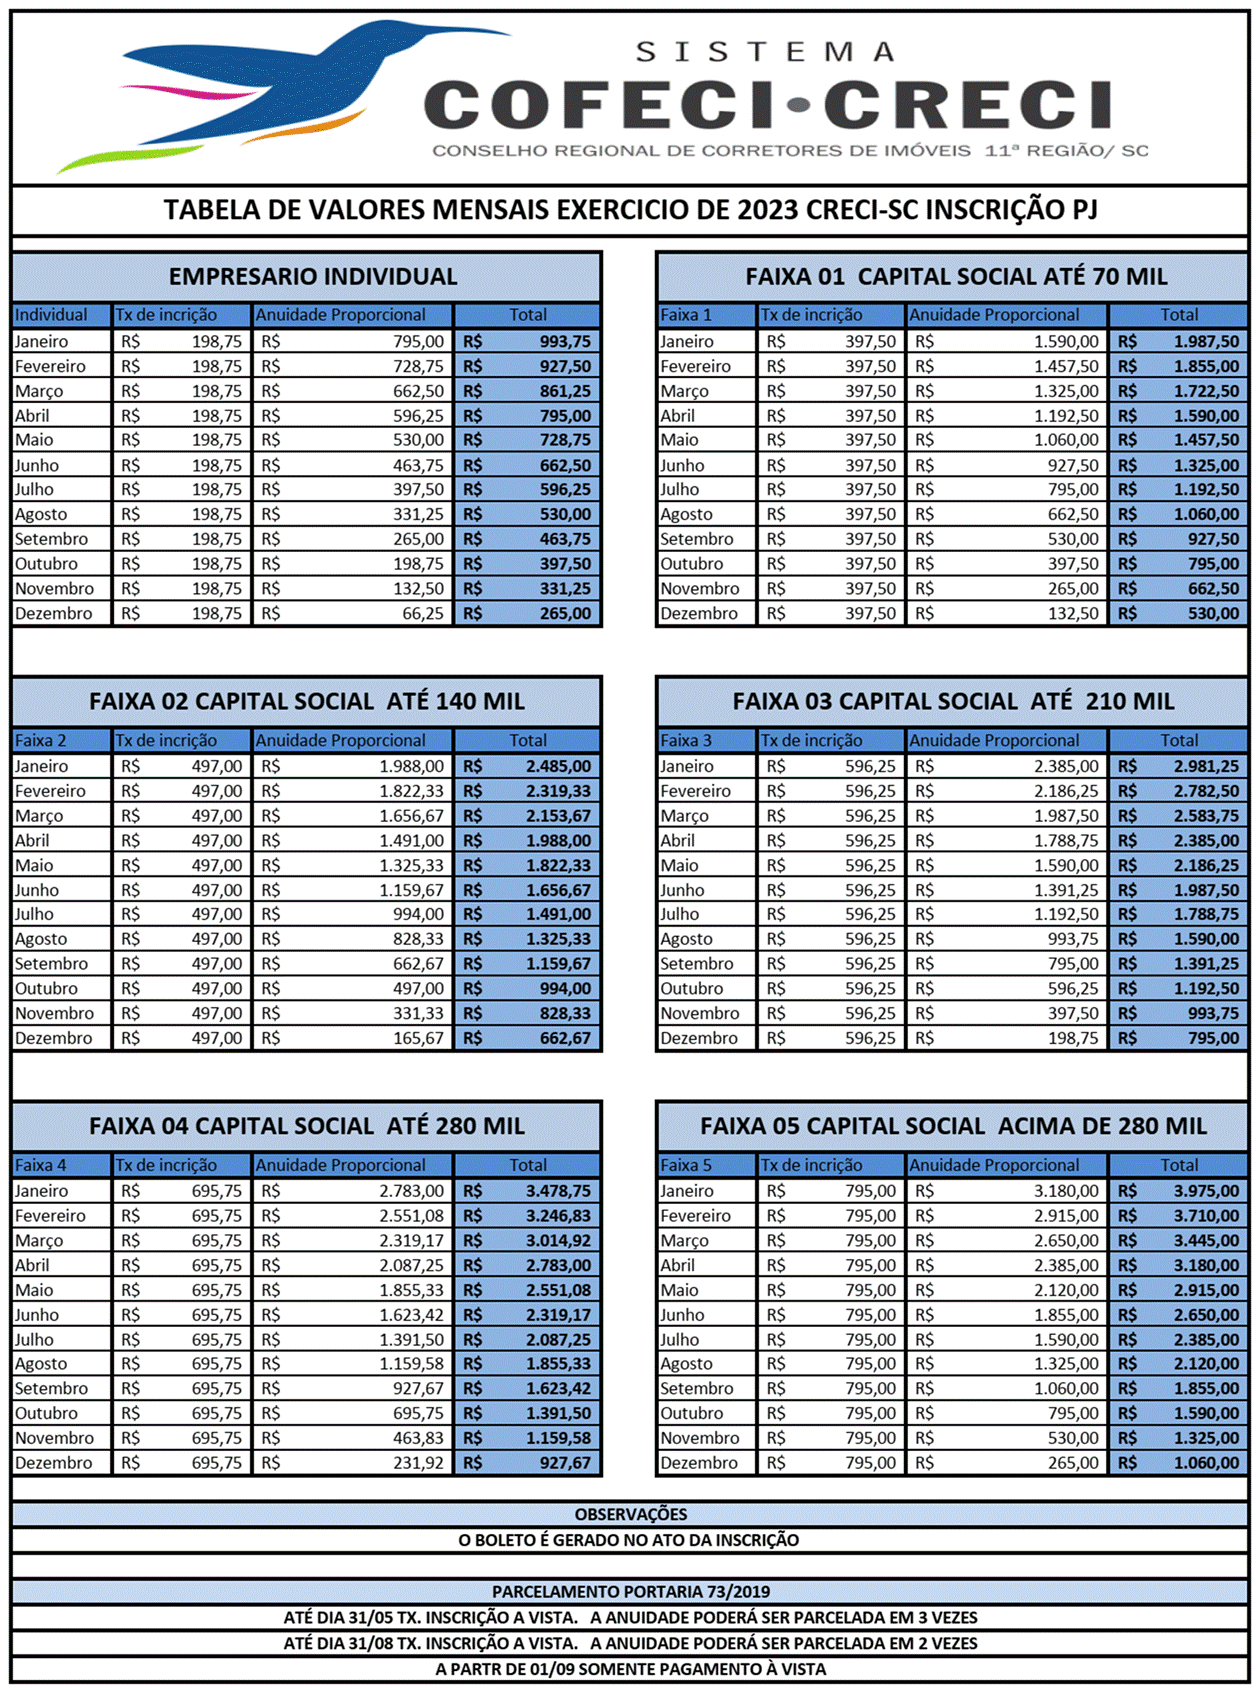 SISTEMA
COFECI•CRECI
CONSELHO REGIONAL DE CORRETORES DE IMÓVEIS 11ª REGIÃO/ SC
TABELA DE VALORES MENSAIS EXERCICIO DE 2023 CRECI-SC INSCRIÇÃO PJ
EMPRESARIO INDIVIDUAL
Individual Tx de incrição Anuidade Proporcional Total
Janeiro R$ 198,75 R$ 795,00 R$ 993,75
Fevereiro R$ 198,75 R$ 728,75 R$ 927,50
Março R$ 198,75 R$ 662,50 R$ 861,25
Abril R$ 198,75 R$ 596,25 R$ 795,00
Maio R$ 198,75 R$ 530,00 R$ 728,75
Junho R$ 198,75 R$ 463,75 R$ 662,50
Julho R$ 198,75 R$ 397,50 R$ 596,25
Agosto R$ 198,75 R$ 331,25 R$ 530,00
Setembro R$ 198,75 R$ 265,00 R$ 463,75
Outubro R$ 198,75 R$ 198,75 R$ 397,50
Novembro R$ 198,75 R$ 132,50 R$ 331,25
Dezembro R$ 198,75 R$ 66,25 R$ 265,00
FAIXA 01 CAPITAL SOCIAL ATÉ 70 MIL
Faixa 1 Tx de incrição Anuidade Proporcional Total
Janeiro R$ 397,50 R$ 1.590,00 R$ 1.987,50
Fevereiro R$ 397,50 R$ 1.457,50 R$ 1.855,00
Março R$ 397,50 R$ 1.325,00 R$ 1.722,50
Abril R$ 397,50 R$ 1.192,50 R$ 1.590,00
Maio R$ 397,50 R$ 1.060,00 R$ 1.457,50
Junho R$ 397,50 R$ 927,50 R$ 1.325,00
Julho R$ 397,50 R$ 795,00 R$ 1.192,50
Agosto R$ 397,50 R$ 662,50 R$ 1.060,00
Setembro R$ 397,50 R$ 530,00 R$ 927,50
Outubro R$ 397,50 R$ 397,50 R$ 795,00
Novembro R$ 397,50 R$ 265,00 R$ 662,50
Dezembro R$ 397,50 R$ 132,50 R$ 530,00
FAIXA 02 CAPITAL SOCIAL ATÉ 140 MIL
Faixa 2 Tx de incrição Anuidade Proporcional Total
Janeiro R$ 497,00 R$ 1.988,00 R$ 2.485,00
Fevereiro R$ 497,00 R$ 1.822,33 R$ 2.319,33
Março R$ 497,00 R$ 1.656,67 R$ 2.153,67
Abril R$ 497,00 R$ 1.491,00 R$ 1.988,00
Maio R$ 497,00 R$ 1.325,33 R$ 1.822,33
Junho R$ 497,00 R$ 1.159,67 R$ 1.656,67
Julho R$ 497,00 R$ 994,00 R$ 1.491,00
Agosto R$ 497,00 R$ 828,33 R$ 1.325,33
Setembro R$ 497,00 R$ 662,67 R$ 1.159,67
Outubro R$ 497,00 R$ 497,00 R$ 994,00
Novembro R$ 497,00 R$ 331,33 R$ 828,33
Dezembro R$ 497,00 R$ 165,67 R$ 662,67
FAIXA 03 CAPITAL SOCIAL ATÉ 210 MIL
Faixa 3 Tx de incrição Anuidade Proporcional Total
Janeiro R$ 596,25 R$ 2.385,00 R$ 2.981,25
Fevereiro R$ 596,25 R$ 2.186,25 R$ 2.782,50
Março R$ 596,25 R$ 1.987,50 R$ 2.583,75
Abril R$ 596,25 R$ 1.788,75 R$ 2.385,00
Maio R$ 596,25 R$ 1.590,00 R$ 2.186,25
Junho R$ 596,25 R$ 1.391,25 R$ 1.987,50
Julho R$ 596,25 R$ 1.192,50 R$ 1.788,75
Agosto R$ 596,25 R$ 993,75 R$ 1.590,00
Setembro R$ 596,25 R$ 795,00 R$ 1.391,25
Outubro R$ 596,25 R$ 596,25 R$ 1.192,50
Novembro R$ 596,25 R$ 397,50 R$ 993,75
Dezembro R$ 596,25 R$ 198,75 R$ 795,00
FAIXA 04 CAPITAL SOCIAL ATÉ 280 MIL
Faixa 4 Tx de incrição Anuidade Proporcional Total
Janeiro R$ 695,75 R$ 2.783,00 R$ 3.478,75
Fevereiro R$ 695,75 R$ 2.551,08 R$ 3.246,83
Março R$ 695,75 R$ 2.319,17 R$ 3.014,92
Abril R$ 695,75 R$ 2.087,25 R$ 2.783,00
Maio R$ 695,75 R$ 1.855,33 R$ 2.551,08
Junho R$ 695,75 R$ 1.623,42 R$ 2.319,17
Julho R$ 695,75 R$ 1.391,50 R$ 2.087,25
Agosto R$ 695,75 R$ 1.159,58 R$ 1.855,33
Setembro R$ 695,75 R$ 927,67 R$ 1.623,42
Outubro R$ 695,75 R$ 695,75 R$ 1.391,50
Novembro R$ 695,75 R$ 463,83 R$ 1.159,58
Dezembro R$ 695,75 R$ 231,92 R$ 927,67
FAIXA 05 CAPITAL SOCIAL ACIMA DE 280 MIL
Faixa 5 Tx de incrição Anuidade Proporcional Total
Janeiro R$ 795,00 R$ 3.180,00 R$ 3.975,00
Fevereiro R$ 795,00 R$ 2.915,00 R$ 3.710,00
Março R$ 795,00 R$ 2.650,00 R$ 3.445,00
Abril R$ 795,00 R$ 2.385,00 R$ 3.180,00
Maio R$ 795,00 R$ 2.120,00 R$ 2.915,00
Junho R$ 795,00 R$ 1.855,00 R$ 2.650,00
Julho R$ 795,00 R$ 1.590,00 R$ 2.385,00
Agosto R$ 795,00 R$ 1.325,00 R$ 2.120,00
Setembro R$ 795,00 R$ 1.060,00 R$ 1.855,00
Outubro R$ 795,00 R$ 795,00 R$ 1.590,00
Novembro R$ 795,00 R$ 530,00 R$ 1.325,00
Dezembro R$ 795,00 R$ 265,00 R$ 1.060,00
OBSERVAÇÕES
O BOLETO É GERADO NO ATO DA INSCRIÇÃO
PARCELAMENTO PORTARIA 73/2019
ATÉ DIA 31/05 TX. INSCRIÇÃO A VISTA. A ANUIDADE PODERÁ SER PARCELADA EM 3 VEZES
ATÉ DIA 31/08 TX. INSCRIÇÃO A VISTA. A ANUIDADE PODERÁ SER PARCELADA EM 2 VEZES
A PARTR DE 01/09 SOMENTE PAGAMENTO À VISTA